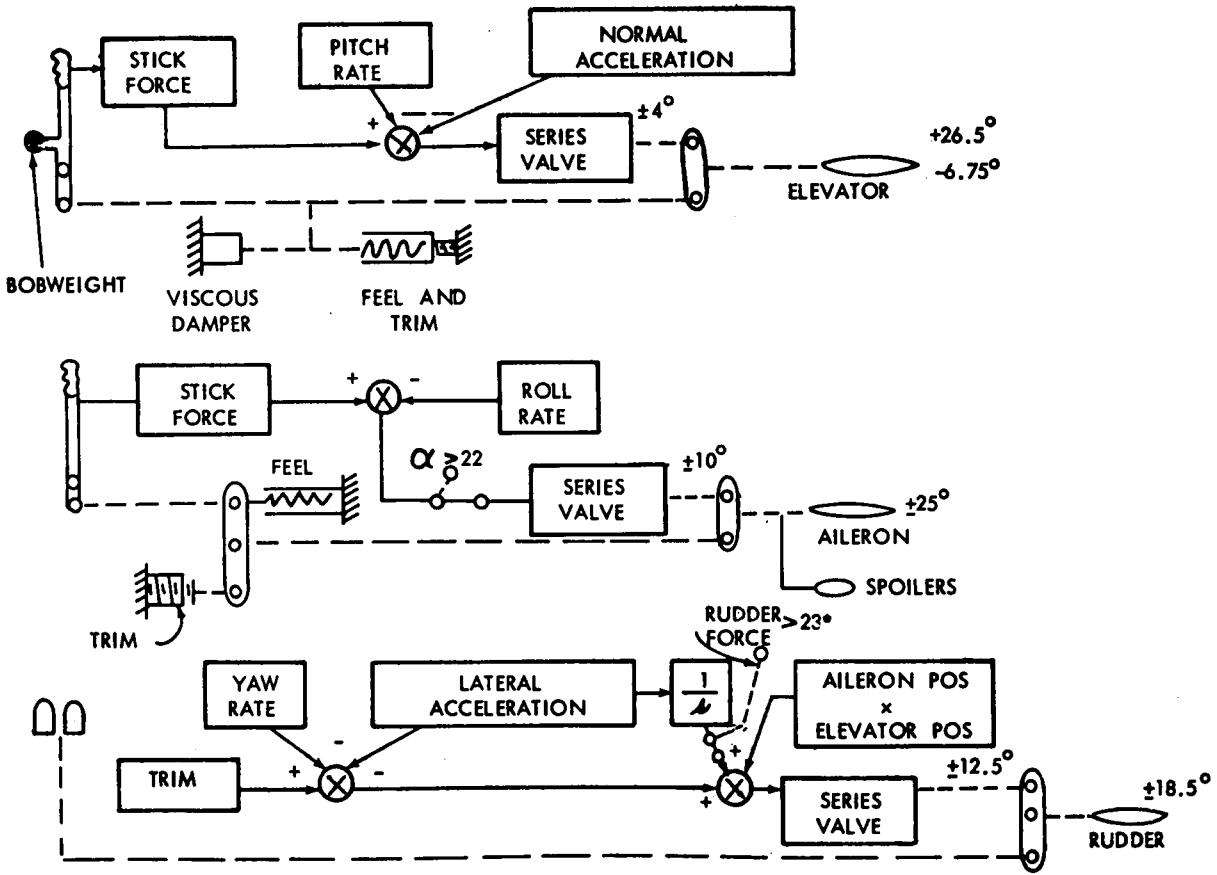 STICK
FORCE
PITCH
RATE
NORMAL
ACCELERATION
+
- -
SERIES
VALVE
±4°
+26.5°
-6.75°
ELEVATOR
BOBWEIGHT
VISCOUS
DAMPER
FEEL AND
TRIM
STICK
FORCE
+
-
ROLL
RATE
α ≥ 22
FEEL
SERIES
VALVE
±10°
±25°
AILERON
SPOILERS
TRIM
RUDDER
FORCE >23*
YAW
RATE
LATERAL
ACCELERATION
1
s
AILERON POS
×
ELEVATOR POS
TRIM
+
-
-
+
+
SERIES
VALVE
±12.5°
±18.5°
RUDDER